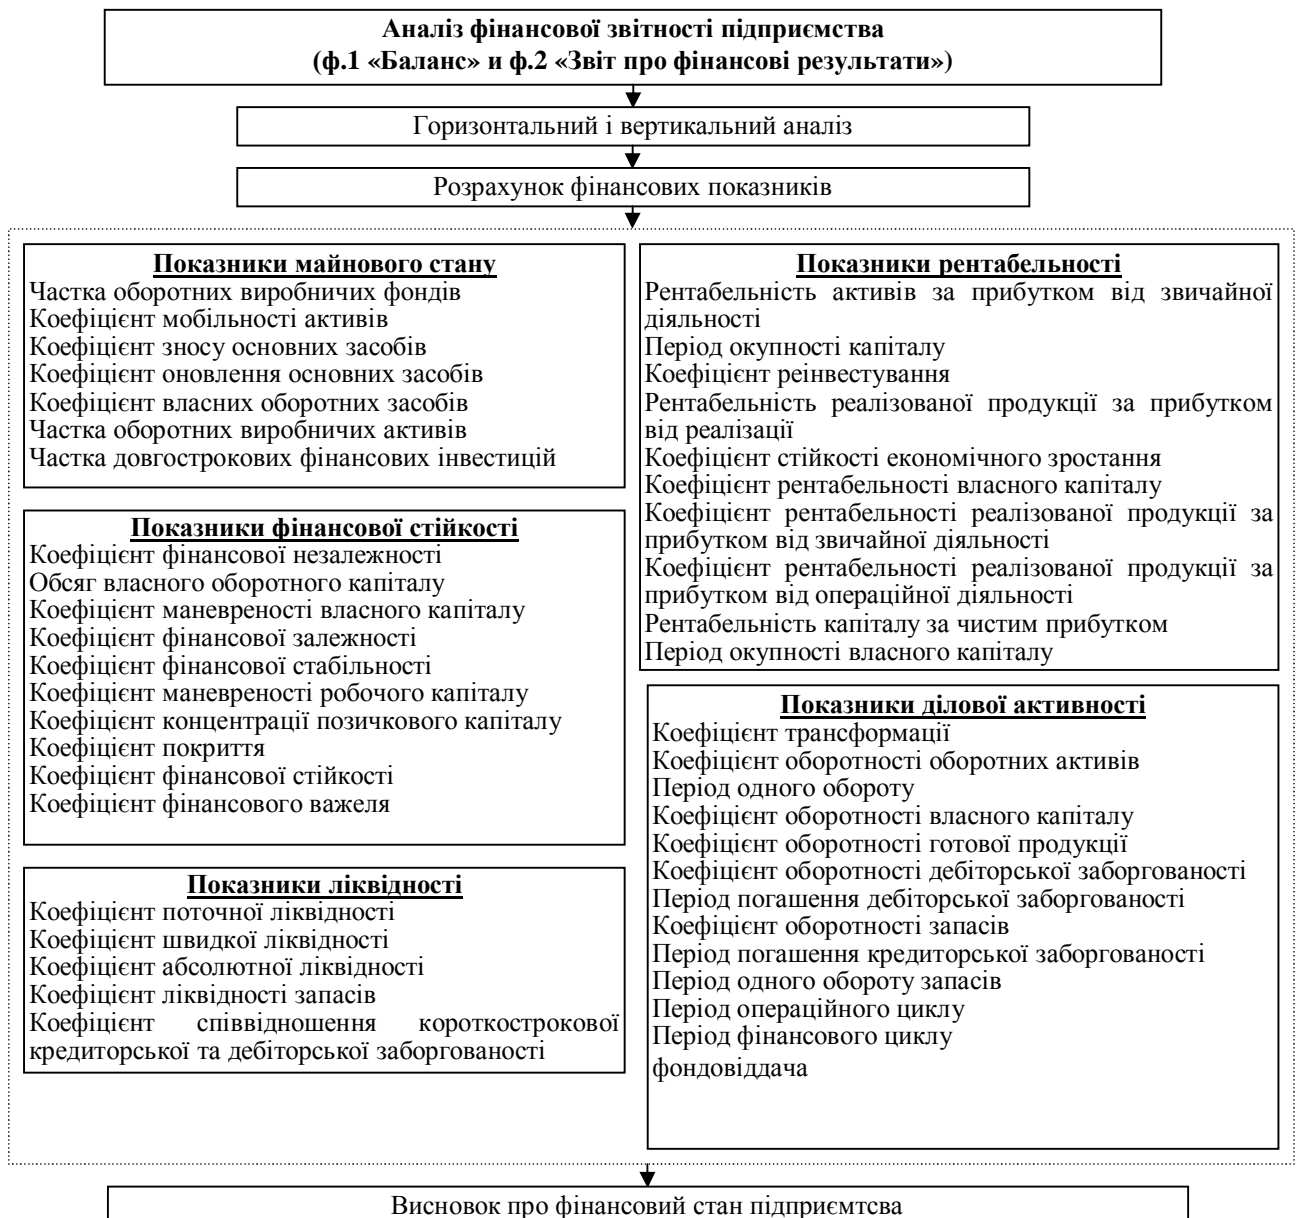 Аналіз фінансової звітності підприємства
(ф.1 «Баланс» и ф.2 «Звіт про фінансові результати»)
Горизонтальний і вертикальний аналіз
Розрахунок фінансових показників
Показники майнового стану
Частка оборотних виробничих фондів
Коефіцієнт мобільності активів
Коефіцієнт зносу основних засобів
Коефіцієнт оновлення основних засобів
Коефіцієнт власних оборотних засобів
Частка оборотних виробничих активів
Частка довгострокових фінансових інвестицій
Показники фінансової стійкості
Коефіцієнт фінансової незалежності
Обсяг власного оборотного капіталу
Коефіцієнт маневреності власного капіталу
Коефіцієнт фінансової залежності
Коефіцієнт фінансової стабільності
Коефіцієнт маневреності робочого капіталу
Коефіцієнт концентрації позичкового капіталу
Коефіцієнт покриття
Коефіцієнт фінансової стійкості
Коефіцієнт фінансового важеля
Показники ліквідності
Коефіцієнт поточної ліквідності
Коефіцієнт швидкої ліквідності
Коефіцієнт абсолютної ліквідності
Коефіцієнт ліквідності запасів
Коефіцієнт співвідношення короткострокової
кредиторської та дебіторської заборгованості
Показники рентабельності
Рентабельність активів за прибутком від звичайної
діяльності
Період окупності капіталу
Коефіцієнт реінвестування
Рентабельність реалізованої продукції за прибутком
від реалізації
Коефіцієнт стійкості економічного зростання
Коефіцієнт рентабельності власного капіталу
Коефіцієнт рентабельності реалізованої продукції за
прибутком від звичайної діяльності
Коефіцієнт рентабельності реалізованої продукції за
прибутком від операційної діяльності
Рентабельність капіталу за чистим прибутком
Період окупності власного капіталу
Показники ділової активності
Коефіцієнт трансформації
Коефіцієнт оборотності оборотних активів
Період одного обороту
Коефіцієнт оборотності власного капіталу
Коефіцієнт оборотності готової продукції
Коефіцієнт оборотності дебіторської заборгованості
Період погашення дебіторської заборгованості
Коефіцієнт оборотності запасів
Період погашення кредиторської заборгованості
Період одного обороту запасів
Період операційного циклу
Період фінансового циклу
фондовіддача
Висновок про фінансовий стан підприємтсва